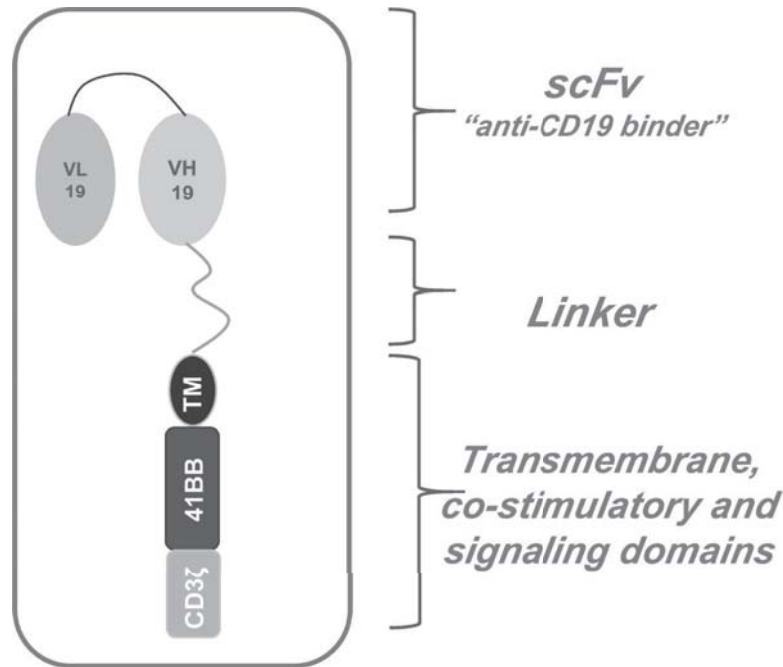 VL
19
VH
19
TM
41BB
CD3ζ
scFv
“anti-CD19 binder”
Linker
Transmembrane,
co-stimulatory and
signaling domains